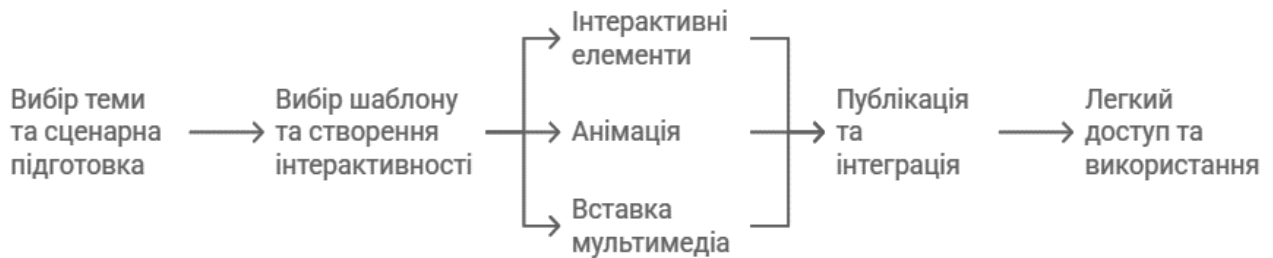 Вибір теми
та сценарна
підготовка
Вибір шаблону
та створення
інтерактивності
Інтерактивні
елементи
Анімація
Вставка
мультимедіа
Публікація
та
інтеграція
Легкий
доступ та
використання